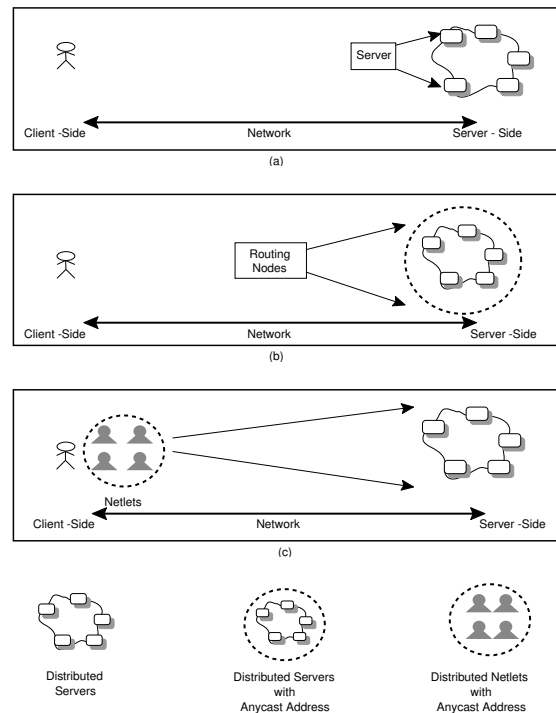 Server
Client -Side
Network
Server - Side
(a)
Routing
Nodes
Client -Side
Network
Server -Side
(b)
Netlets
Client -Side
Network
Server -Side
(c)
Distributed
Servers
Distributed Servers
with
Anycast Address
Distributed Netlets
with
Anycast Address